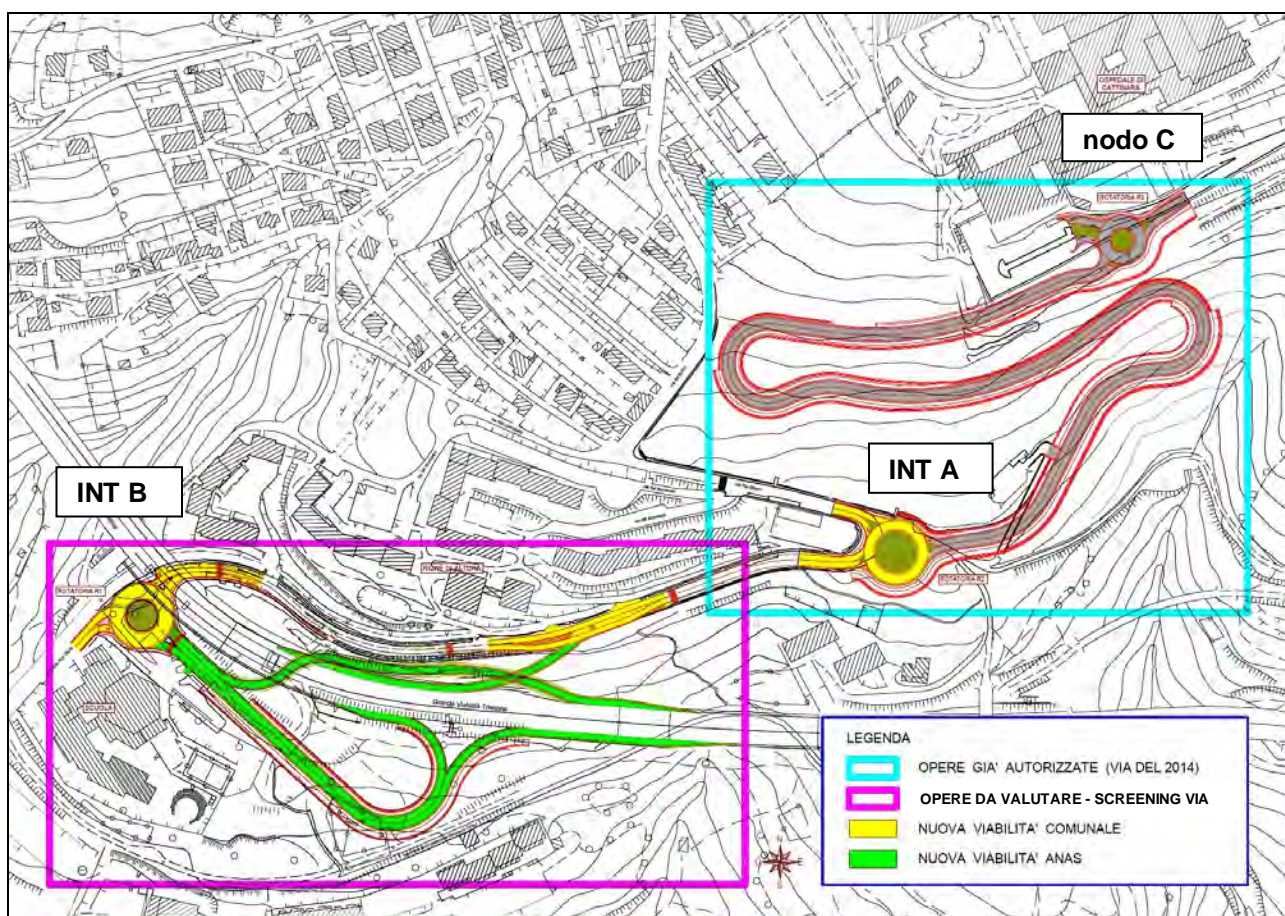 OSPEDALE DI
CATTINARA
nodo C
ROTATORIA R3
INT A
INT B
RIONE DI ALTURA
ROTATORIA R1
ROTATORIA R2
SCUOLA
Grande Viabilità Triestina
LEGENDA
OPERE GIA' AUTORIZZATE (VIA DEL 2014)
OPERE DA VALUTARE - SCREENING VIA
NUOVA VIABILITA' COMUNALE
NUOVA VIABILITA' ANAS
N
E
S